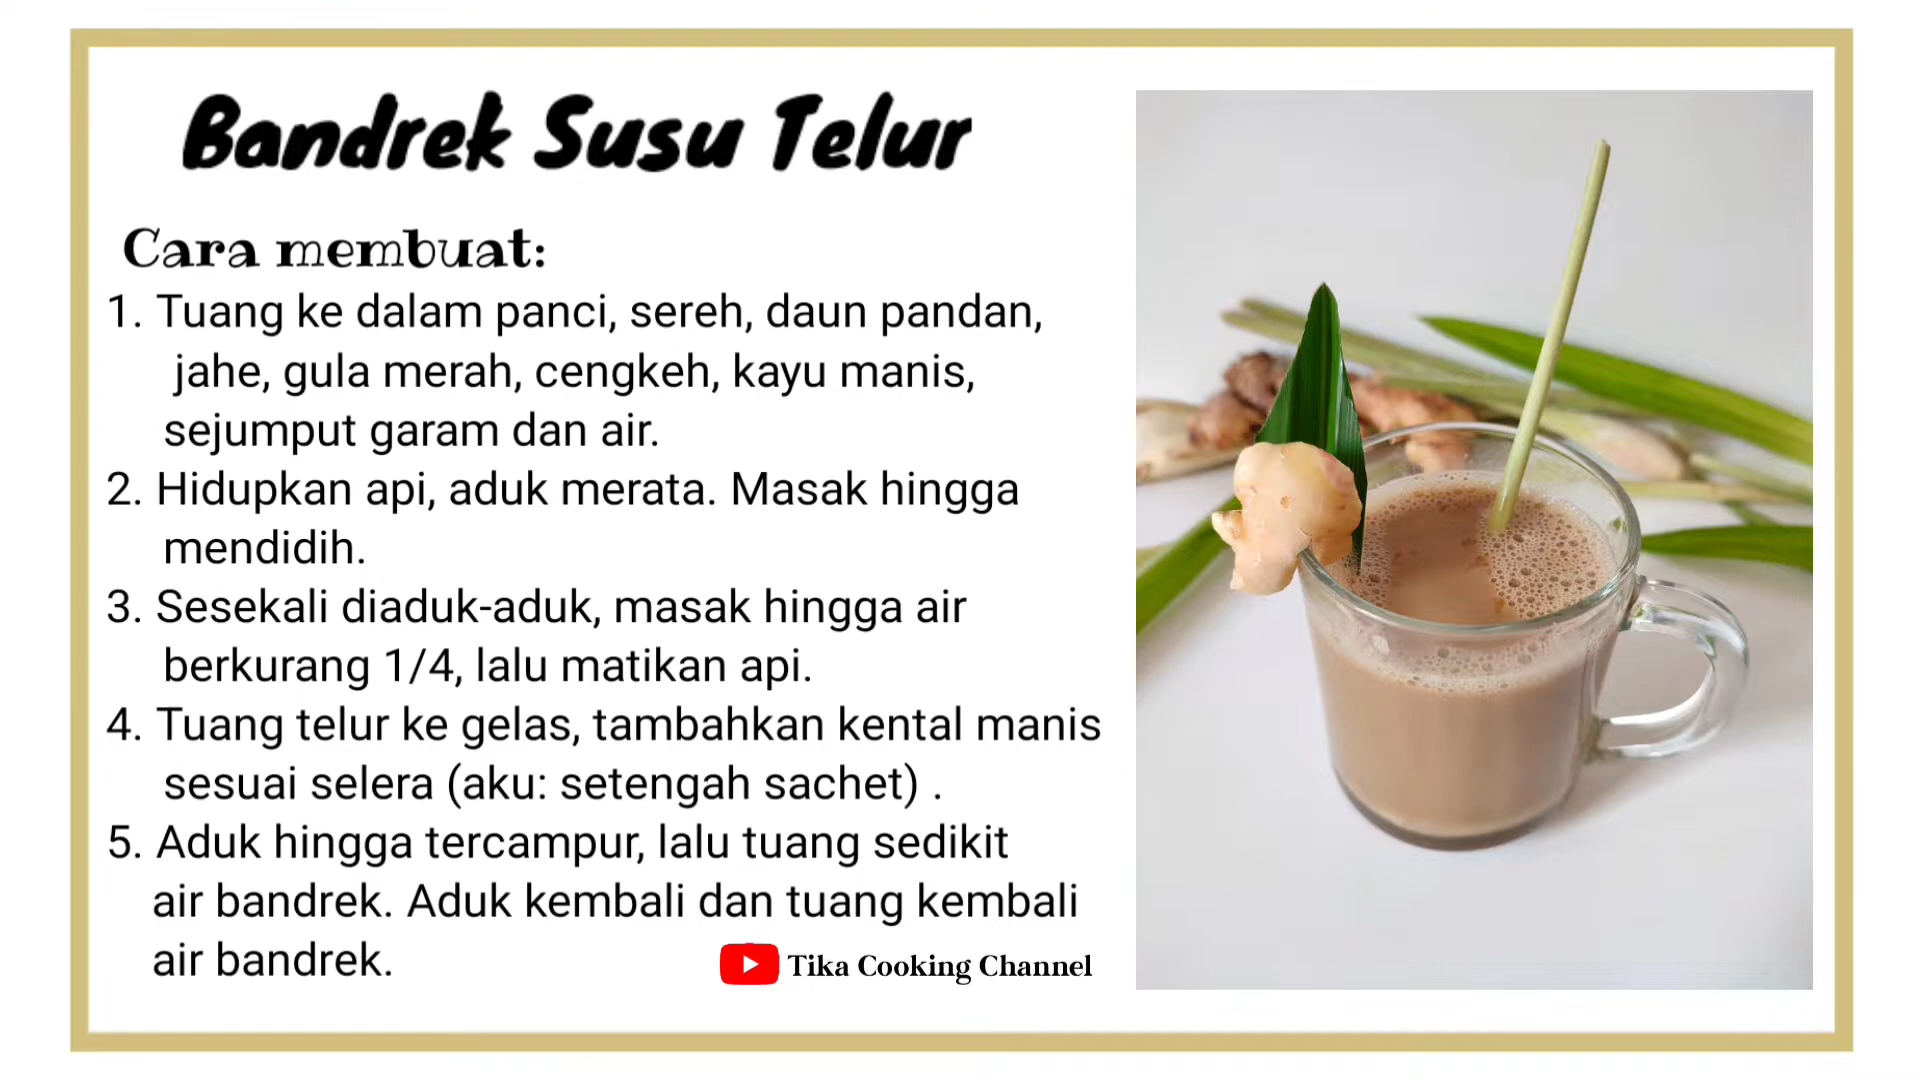 Bandrek Susu Telur
Cara membuat:
1. Tuang ke dalam panci, sereh, daun pandan,
jahe, gula merah, cengkeh, kayu manis,
sejumput garam dan air.
2. Hidupkan api, aduk merata. Masak hingga
mendidih.
3. Sesekali diaduk-aduk, masak hingga air
berkurang 1/4, lalu matikan api.
4. Tuang telur ke gelas, tambahkan kental manis
sesuai selera (aku: setengah sachet) .
5. Aduk hingga tercampur, lalu tuang sedikit
air bandrek. Aduk kembali dan tuang kembali
air bandrek.
Tika Cooking Channel